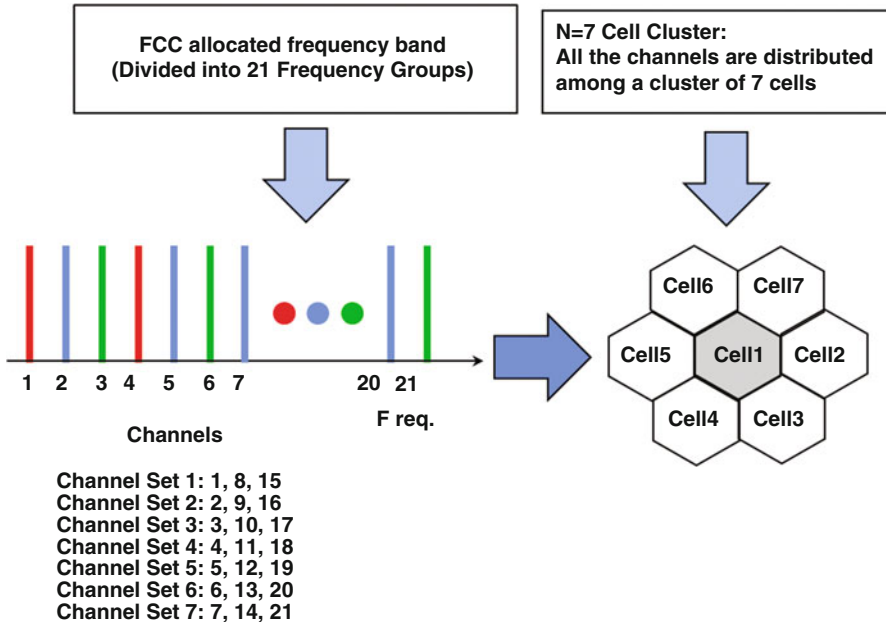 FCC allocated frequency band
(Divided into 21 Frequency Groups)
N=7 Cell Cluster:
All the channels are distributed
among a cluster of 7 cells
1 2 3 4 5 6 7 20 21
F req.
Channels
Cell6 Cell7
Cell5 Cell1 Cell2
Cell4 Cell3
Channel Set 1: 1, 8, 15
Channel Set 2: 2, 9, 16
Channel Set 3: 3, 10, 17
Channel Set 4: 4, 11, 18
Channel Set 5: 5, 12, 19
Channel Set 6: 6, 13, 20
Channel Set 7: 7, 14, 21